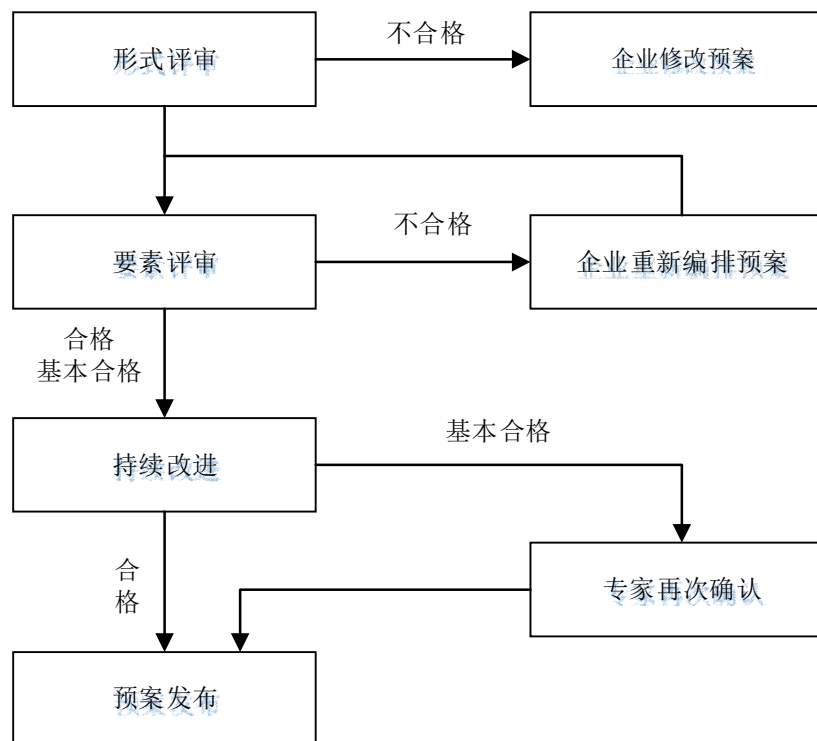 形式评审
不合格
企业修改预案
要素评审
不合格
企业重新编排预案
合格
基本合格
持续改进
基本合格
合
格
专家再次确认
预案发布